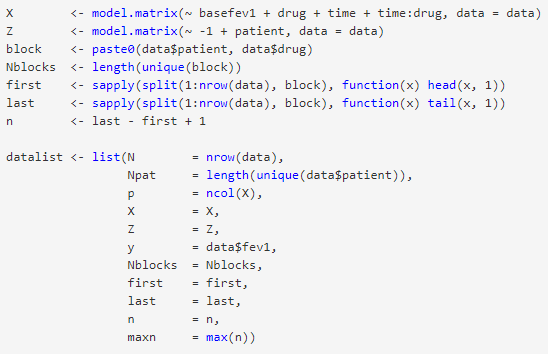 X        <- model.matrix(~ basefev1 + drug + time + time:drug, data = data)
Z        <- model.matrix(~ -1 + patient, data = data)
block    <- paste0(data$patient, data$drug)
Nblocks  <- length(unique(block))
first    <- sapply(split(1:nrow(data), block), function(x) head(x, 1))
last     <- sapply(split(1:nrow(data), block), function(x) tail(x, 1))
n        <- last - first + 1

datalist <- list(N        = nrow(data),
                 Npat     = length(unique(data$patient)),
                 p        = ncol(X),
                 X        = X,
                 Z        = Z,
                 y        = data$fev1,
                 Nblocks  = Nblocks,
                 first    = first,
                 last     = last,
                 n        = n,
                 maxn     = max(n))